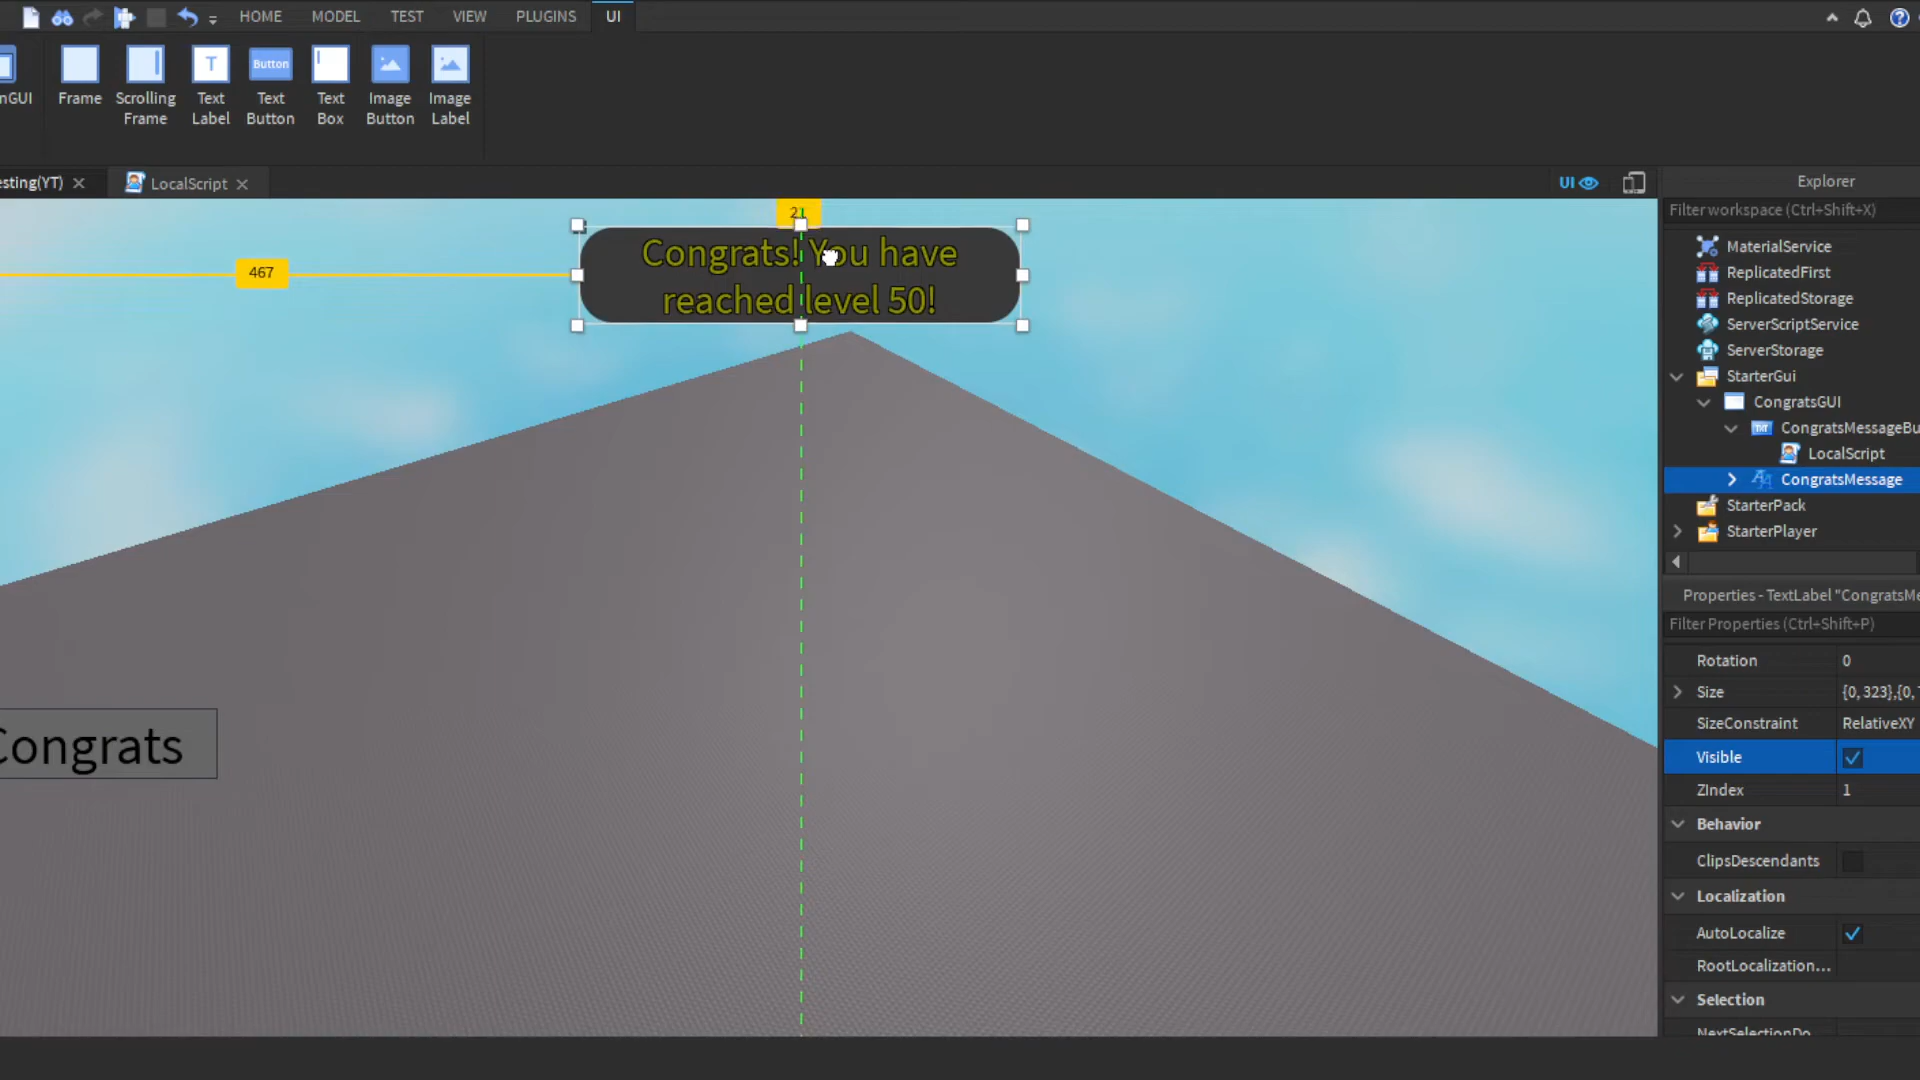 HOME MODEL TEST VIEW PLUGINS UI
nGUI
Frame
Scrolling
Frame
Text
Label
Button
Text
Button
Text
Box
Image
Button
Image
Label
esting(YT)
LocalScript
UI
467
Congrats! You have
reached level 50!
Congrats
Explorer
Filter workspace (Ctrl+Shift+X)
MaterialService
ReplicatedFirst
ReplicatedStorage
ServerScriptService
ServerStorage
StarterGui
CongratsGUI
CongratsMessageBu
LocalScript
CongratsMessage
StarterPack
StarterPlayer
Properties - TextLabel "CongratsMe
Filter Properties (Ctrl+Shift+P)
Rotation 0
Size {0, 323},{0,
SizeConstraint RelativeXY
Visible
ZIndex 1
Behavior
ClipsDescendants
Localization
AutoLocalize
RootLocalization...
Selection
NextSelectionDo